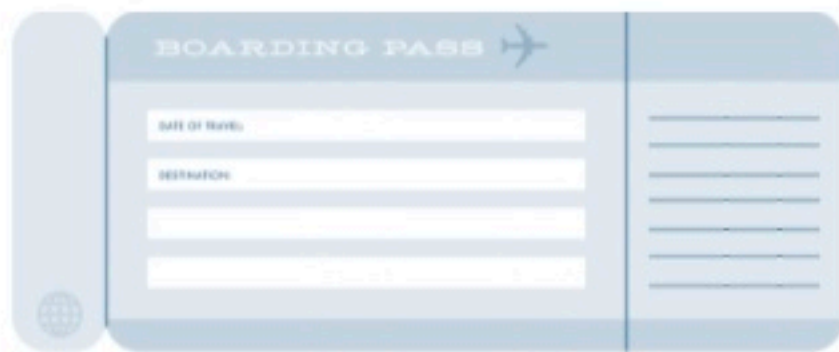 BOARDING PASS
DATE OF TRAVEL:
DESTINATION: